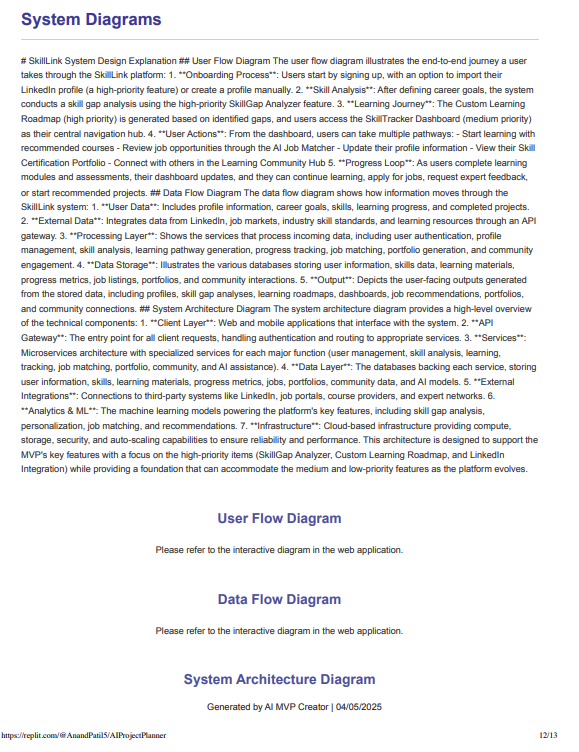 System Diagrams
# SkillLink System Design Explanation ## User Flow Diagram The user flow diagram illustrates the end-to-end journey a user
takes through the SkillLink platform: 1. **Onboarding Process**: Users start by signing up, with an option to import their
LinkedIn profile (a high-priority feature) or create a profile manually. 2. **Skill Analysis**: After defining career goals, the system
conducts a skill gap analysis using the high-priority SkillGap Analyzer feature. 3. **Learning Journey**: The Custom Learning
Roadmap (high priority) is generated based on identified gaps, and users access the SkillTracker Dashboard (medium priority)
as their central navigation hub. 4. **User Actions**: From the dashboard, users can take multiple pathways: - Start learning with
recommended courses - Review job opportunities through the AI Job Matcher - Update their profile information - View their Skill
Certification Portfolio - Connect with others in the Learning Community Hub 5. **Progress Loop**: As users complete learning
modules and assessments, their dashboard updates, and they can continue learning, apply for jobs, request expert feedback,
or start recommended projects. ## Data Flow Diagram The data flow diagram shows how information moves through the
SkillLink system: 1. **User Data**: Includes profile information, career goals, skills, learning progress, and completed projects.
2. **External Data**: Integrates data from LinkedIn, job markets, industry skill standards, and learning resources through an API
gateway. 3. **Processing Layer**: Shows the services that process incoming data, including user authentication, profile
management, skill analysis, learning pathway generation, progress tracking, job matching, portfolio generation, and community
engagement. 4. **Data Storage**: Illustrates the various databases storing user information, skills data, learning materials,
progress metrics, job listings, portfolios, and community interactions. 5. **Output**: Depicts the user-facing outputs generated
from the stored data, including profiles, skill gap analyses, learning roadmaps, dashboards, job recommendations, portfolios,
and community connections. ## System Architecture Diagram The system architecture diagram provides a high-level overview
of the technical components: 1. **Client Layer**: Web and mobile applications that interface with the system. 2. **API
Gateway**: The entry point for all client requests, handling authentication and routing to appropriate services. 3. **Services**:
Microservices architecture with specialized services for each major function (user management, skill analysis, learning,
tracking, job matching, portfolio, community, and AI assistance). 4. **Data Layer**: The databases backing each service, storing
user information, skills, learning materials, progress metrics, jobs, portfolios, community data, and AI models. 5. **External
Integrations**: Connections to third-party systems like LinkedIn, job portals, course providers, and expert networks. 6.
**Analytics & ML**: The machine learning models powering the platform's key features, including skill gap analysis,
personalization, job matching, and recommendations. 7. **Infrastructure**: Cloud-based infrastructure providing compute,
storage, security, and auto-scaling capabilities to ensure reliability and performance. This architecture is designed to support the
MVP's key features with a focus on the high-priority items (SkillGap Analyzer, Custom Learning Roadmap, and LinkedIn
Integration) while providing a foundation that can accommodate the medium and low-priority features as the platform evolves.
User Flow Diagram
Please refer to the interactive diagram in the web application.
Data Flow Diagram
Please refer to the interactive diagram in the web application.
System Architecture Diagram
Generated by AI MVP Creator | 04/05/2025
https://replit.com/@AnandPatil5/AIProjectPlanner 12/13